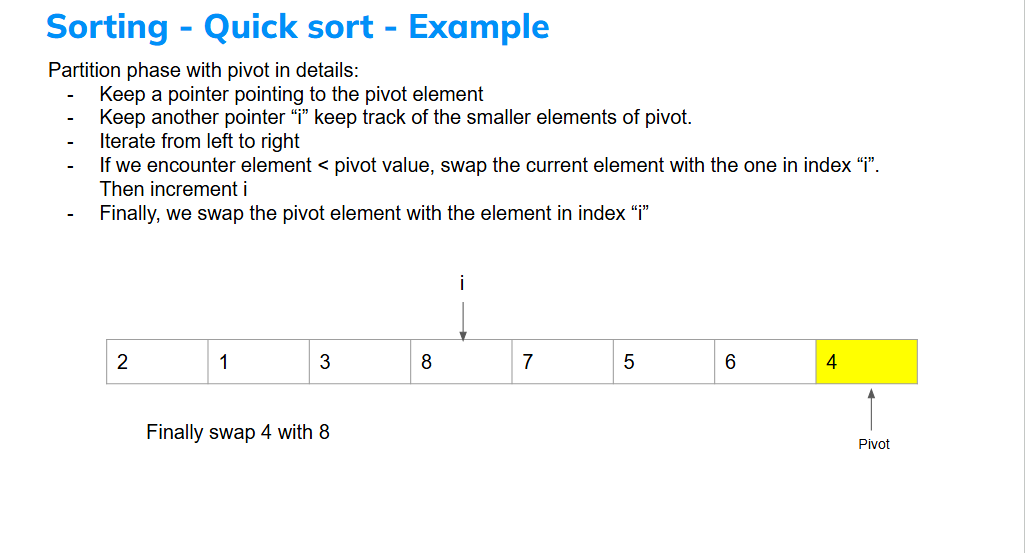 Sorting - Quick sort - Example
Partition phase with pivot in details:
- Keep a pointer pointing to the pivot element
- Keep another pointer “i” keep track of the smaller elements of pivot.
- Iterate from left to right
- If we encounter element < pivot value, swap the current element with the one in index “i”.
Then increment i
- Finally, we swap the pivot element with the element in index “i”
i
2 1 3 8 7 5 6 4
Finally swap 4 with 8
Pivot